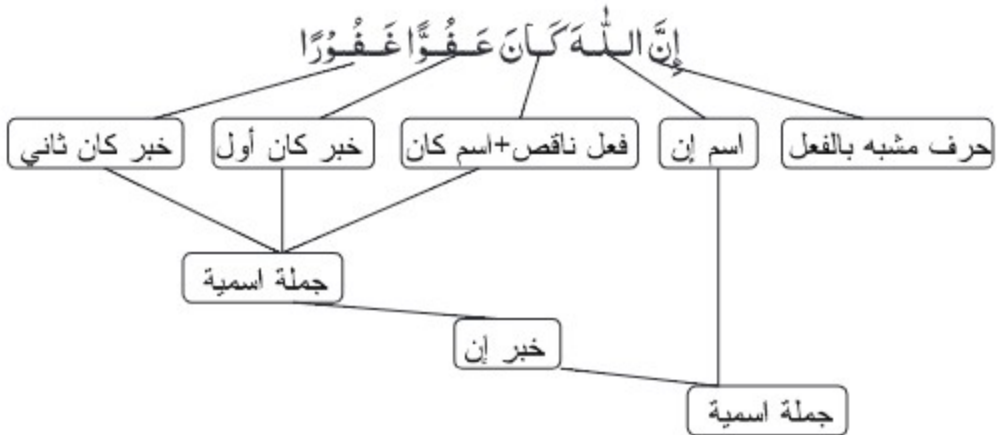 إِنَّ اللّٰهَ كَانَ عَفُوًّا غَفُوْرًا
حرف مشبه بالفعل اسم إن فعل ناقص+اسم كان خبر كان أول خبر كان ثاني
جملة اسمية
خبر إن
جملة اسمية